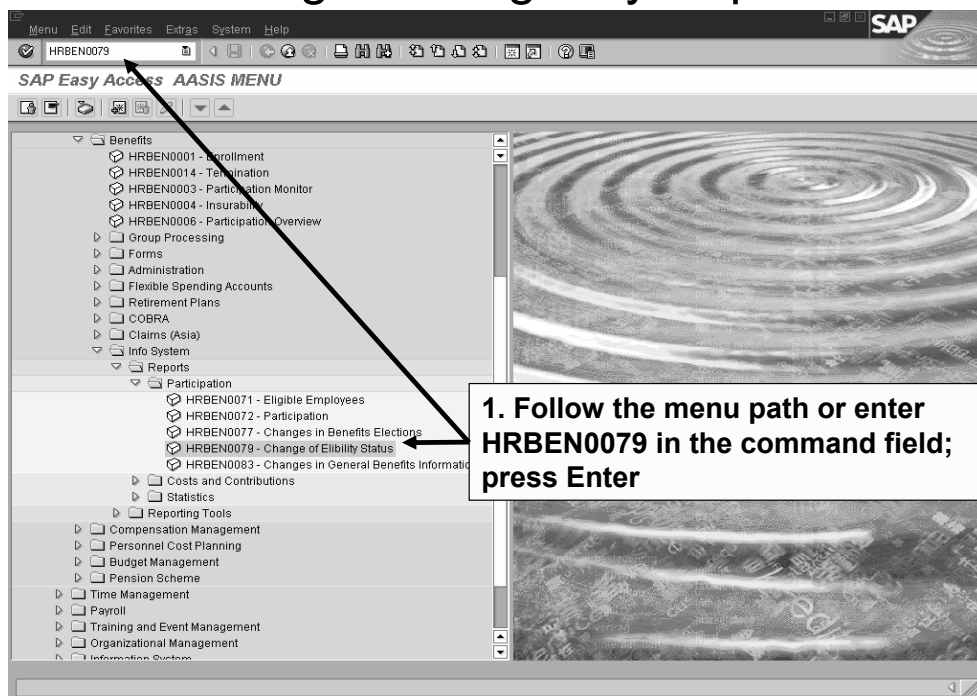 Menu Edit Favorites Extras System Help
SAP
HRBEN0079
SAP Easy Access AASIS MENU
Benefits
HRBEN0001 - Enrollment
HRBEN0014 - Termination
HRBEN0003 - Participation Monitor
HRBEN0004 - Insurability
HRBEN0006 - Participation Overview
Group Processing
Forms
Administration
Flexible Spending Accounts
Retirement Plans
COBRA
Claims (Asia)
Info System
Reports
Participation
HRBEN0071 - Eligible Employees
HRBEN0072 - Participation
HRBEN0077 - Changes in Benefits Elections
HRBEN0079 - Change of Elibility Status
HRBEN0083 - Changes in General Benefits Informatio
Costs and Contributions
Statistics
Reporting Tools
Compensation Management
Personnel Cost Planning
Budget Management
Pension Scheme
Time Management
Payroll
Training and Event Management
Organizational Management
Information System
1. Follow the menu path or enter
HRBEN0079 in the command field;
press Enter